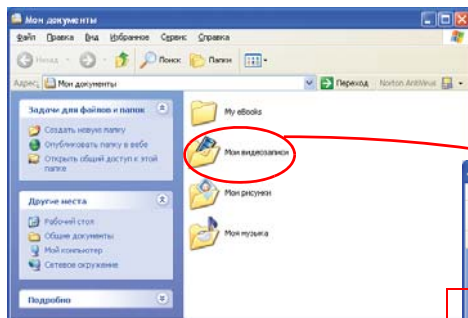 Мои документы
Файл Правка Вид Избранное Сервис Справка
Назад Поиск Папки
Адрес: Мои документы Переход Norton AntiVirus
Задачи для файлов и папок
Создать новую папку
Опубликовать папку в вебе
Открыть общий доступ к этой
папке
Другие места
Рабочий стол
Общие документы
Мой компьютер
Сетевое окружение
Подробно
My eBooks
Мои видеозаписи
Мои рисунки
Моя музыка